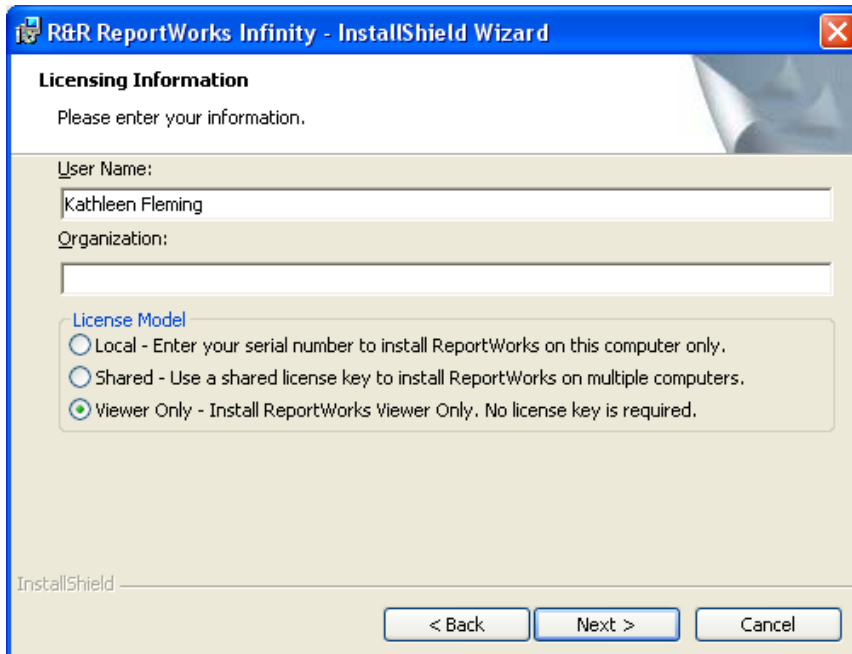 R&R ReportWorks Infinity - InstallShield Wizard
Licensing Information
Please enter your information.
User Name:
Kathleen Fleming
Organization:
License Model
Local - Enter your serial number to install ReportWorks on this computer only.
Shared - Use a shared license key to install ReportWorks on multiple computers.
Viewer Only - Install ReportWorks Viewer Only. No license key is required.
InstallShield
< Back Next > Cancel